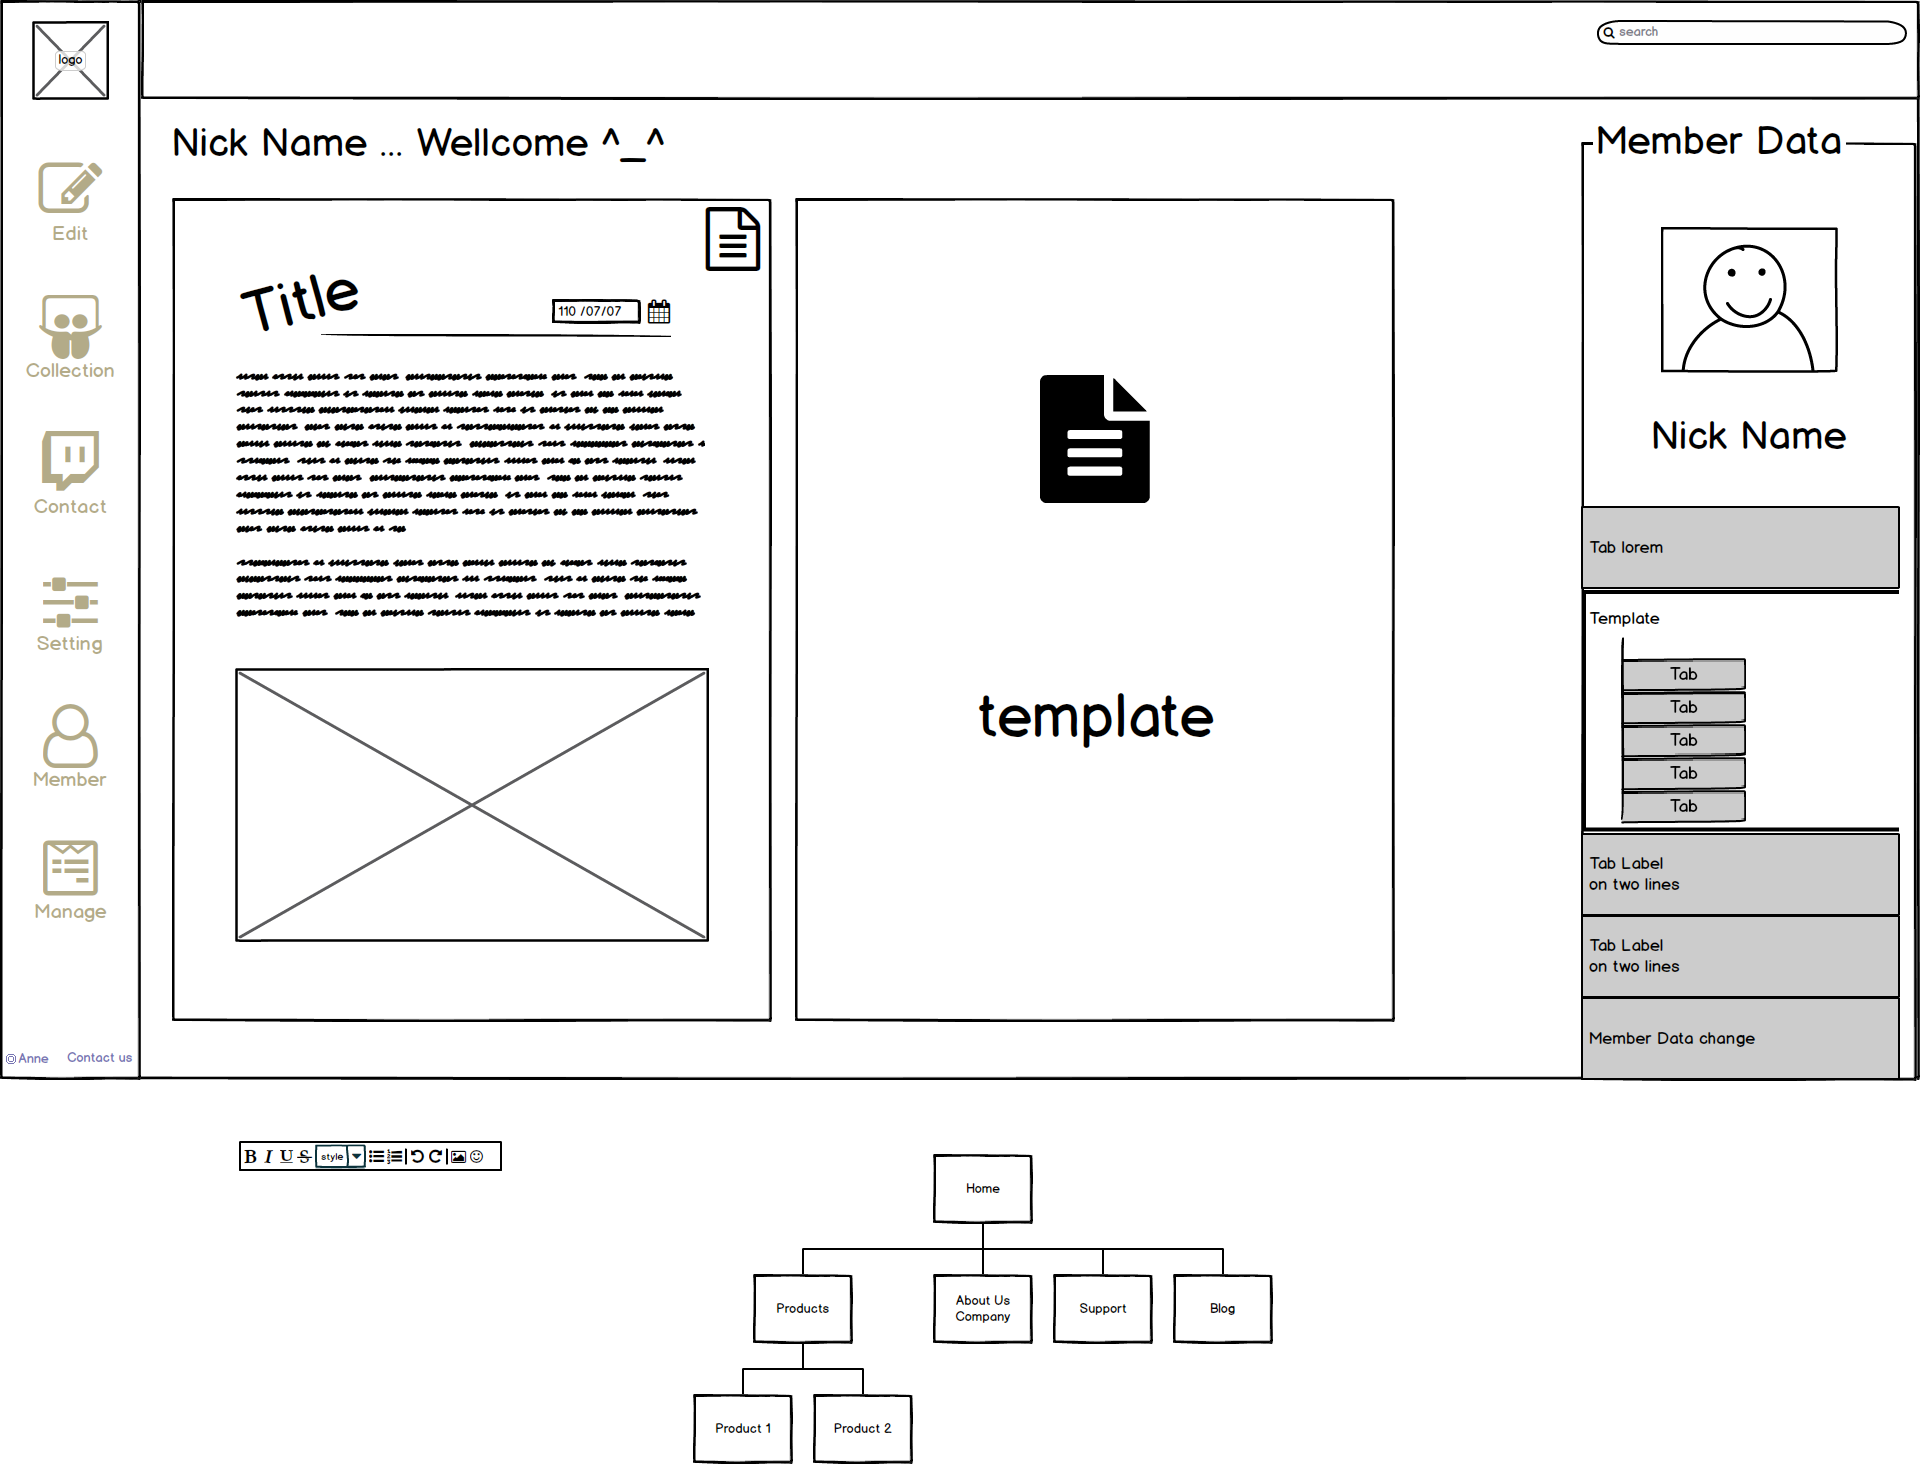 logo
search
Edit
Collection
Contact
Setting
Member
Manage
©Anne
Contact us
Nick Name ... Wellcome ^_^
Title
110 /07/07
template
Member Data
Nick Name
Tab lorem
Template
Tab
Tab
Tab
Tab
Tab
Tab Label
on two lines
Tab Label
on two lines
Member Data change
B I U S style
Home
Products
About Us
Company
Support
Blog
Product 1
Product 2